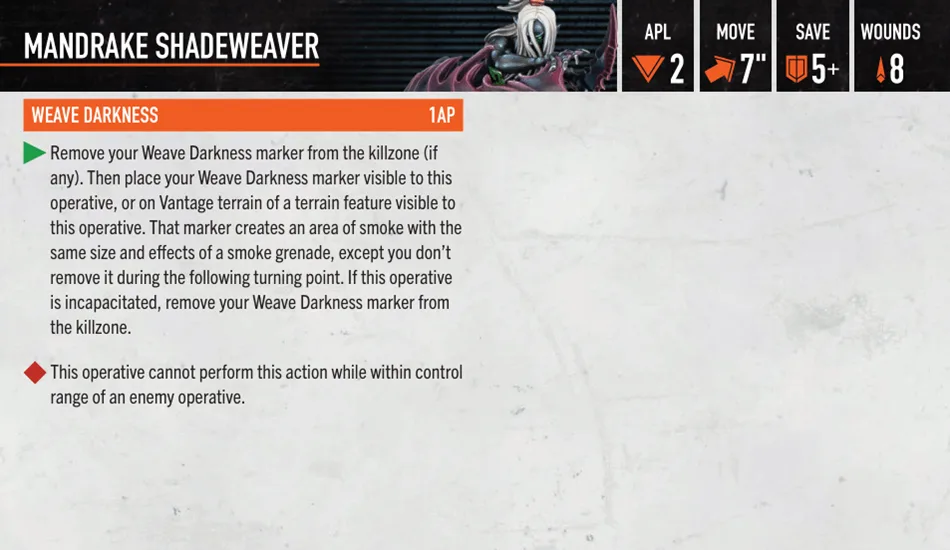 MANDRAKE SHADEWEAVER
APL MOVE SAVE WOUNDS
2 7" 5+ 8
WEAVE DARKNESS 1AP
Remove your Weave Darkness marker from the killzone (if
any). Then place your Weave Darkness marker visible to this
operative, or on Vantage terrain of a terrain feature visible to
this operative. That marker creates an area of smoke with the
same size and effects of a smoke grenade, except you don’t
remove it during the following turning point. If this operative
is incapacitated, remove your Weave Darkness marker from
the killzone.
This operative cannot perform this action while within control
range of an enemy operative.